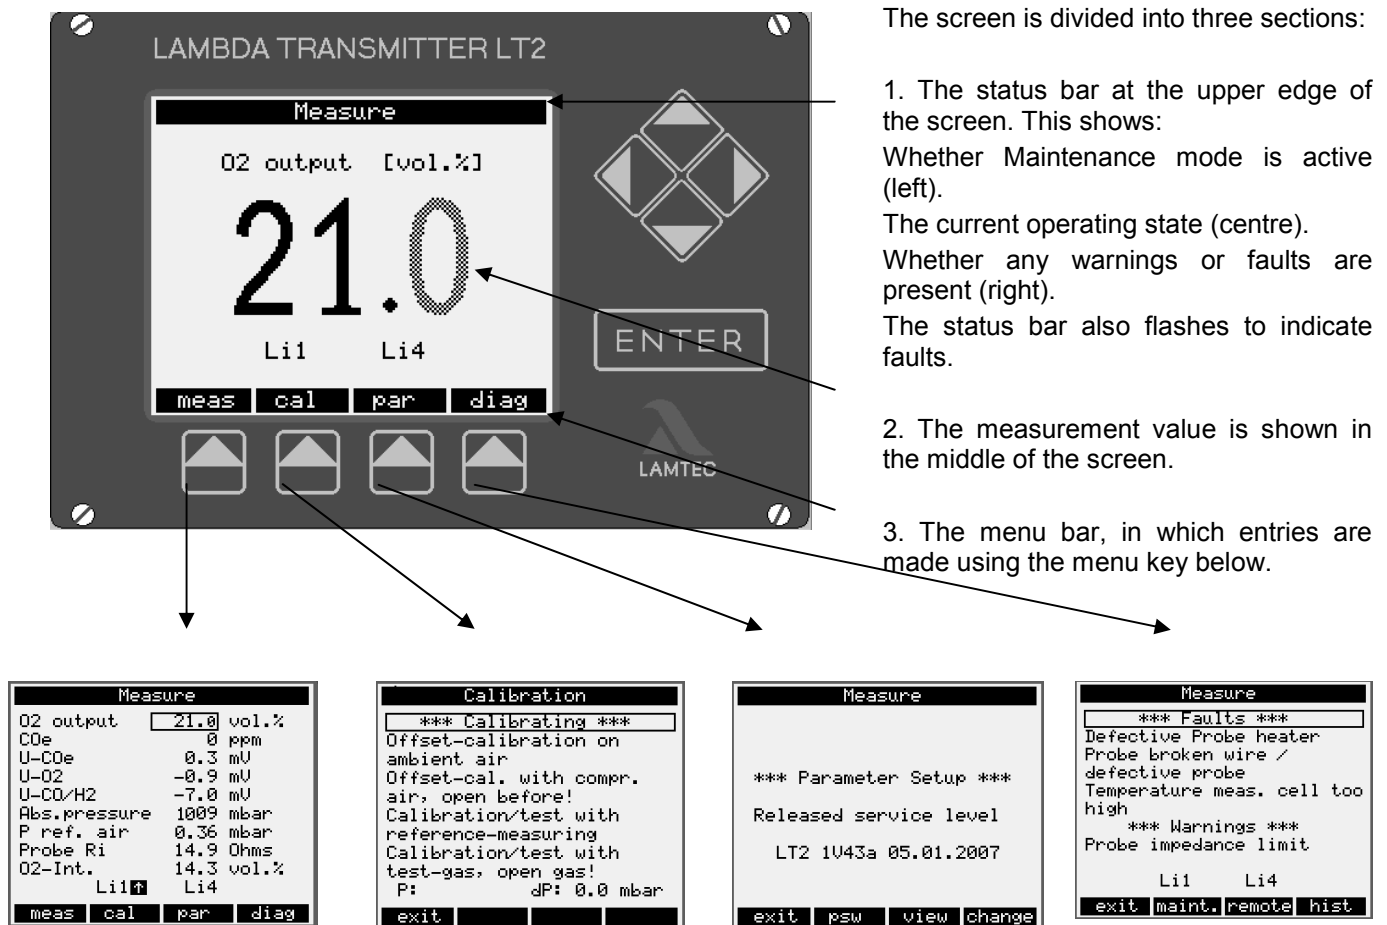 LAMBDA TRANSMITTER LT2
Measure
O2 output [vol.%]
21.0
Li1 Li4
meas cal par diag
ENTER
LAMTEC
The screen is divided into three sections:
1. The status bar at the upper edge of
the screen. This shows:
Whether Maintenance mode is active
(left).
The current operating state (centre).
Whether any warnings or faults are
present (right).
The status bar also flashes to indicate
faults.
2. The measurement value is shown in
the middle of the screen.
3. The menu bar, in which entries are
made using the menu key below.
Measure
O2 output 21.0 vol.%
COe 0 ppm
U-COe 0.3 mV
U-O2 -0.9 mV
U-CO/H2 -7.0 mV
Abs.pressure 1009 mbar
P ref. air 0.36 mbar
Probe Ri 14.9 Ohms
O2-Int. 14.3 vol.%
Li1 Li4
meas cal par diag
Calibration
*** Calibrating ***
Offset-calibration on
ambient air
Offset-cal. with compr.
air, open before!
Calibration/test with
reference-measuring
Calibration/test with
test-gas, open gas!
P: dP: 0.0 mbar
exit
Measure
*** Parameter Setup ***
Released service level
LT2 1V43a 05.01.2007
exit psw view change
Measure
*** Faults ***
Defective Probe heater
Probe broken wire /
defective probe
Temperature meas. cell too
high
*** Warnings ***
Probe impedance limit
Li1 Li4
exit maint. remote hist